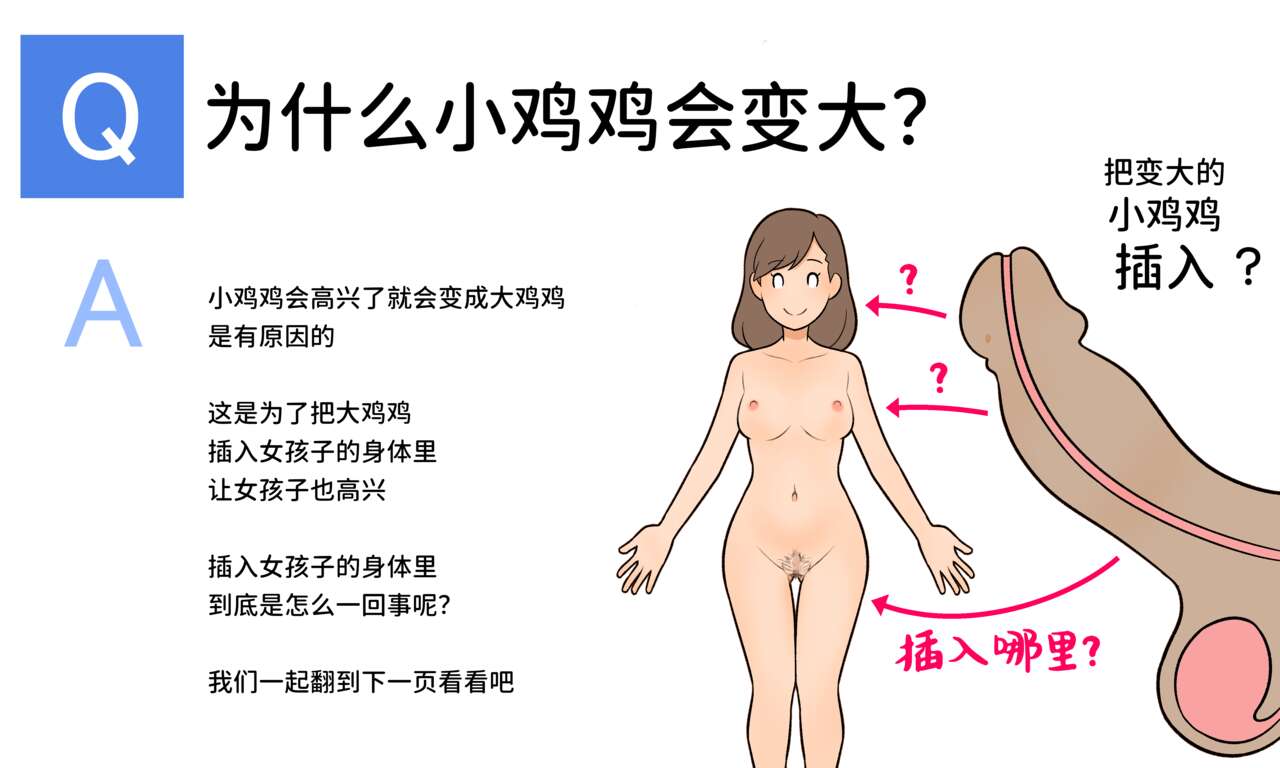 Q
为什么小鸡鸡会变大？
把变大的
小鸡鸡
插入？
A
小鸡鸡会高兴了就会变成大鸡鸡
是有原因的
这是为了把大鸡鸡
插入女孩子的身体里
让女孩子也高兴
插入女孩子的身体里
到底是怎么一回事呢？
我们一起翻到下一页看看吧
？
？
插入哪里？